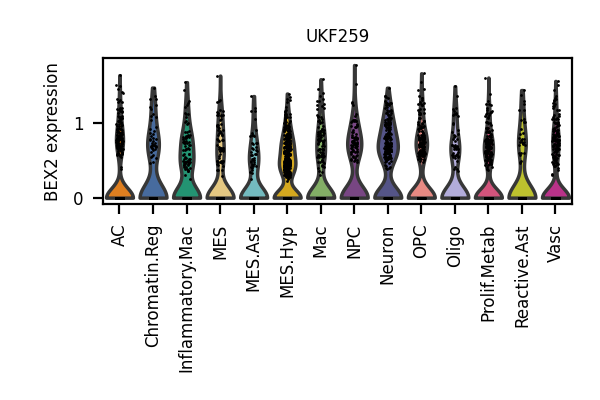 UKF259
BEX2 expression
1
0
AC
Chromatin.Reg
Inflammatory.Mac
MES
MES.Ast
MES.Hyp
Mac
NPC
Neuron
OPC
Oligo
Prolif.Metab
Reactive.Ast
Vasc